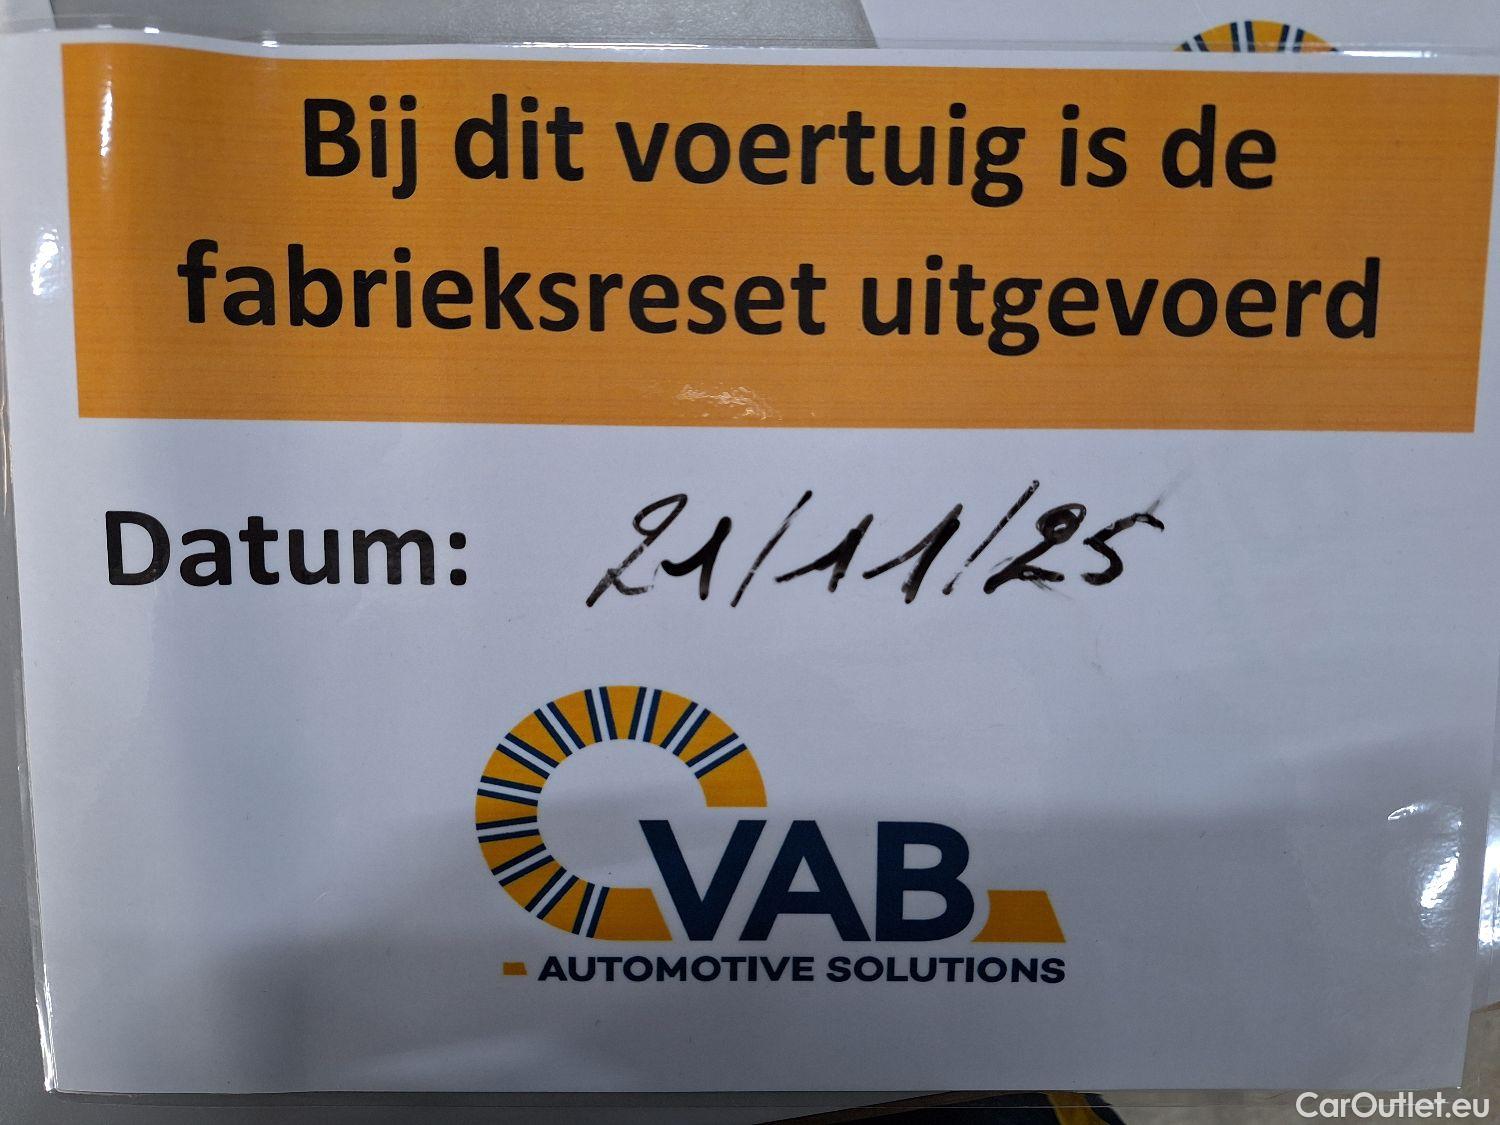 Bij dit voertuig is de
fabrieksreset uitgevoerd
Datum: 21/11/25
VAB
AUTOMOTIVE SOLUTIONS
CarOutlet.eu